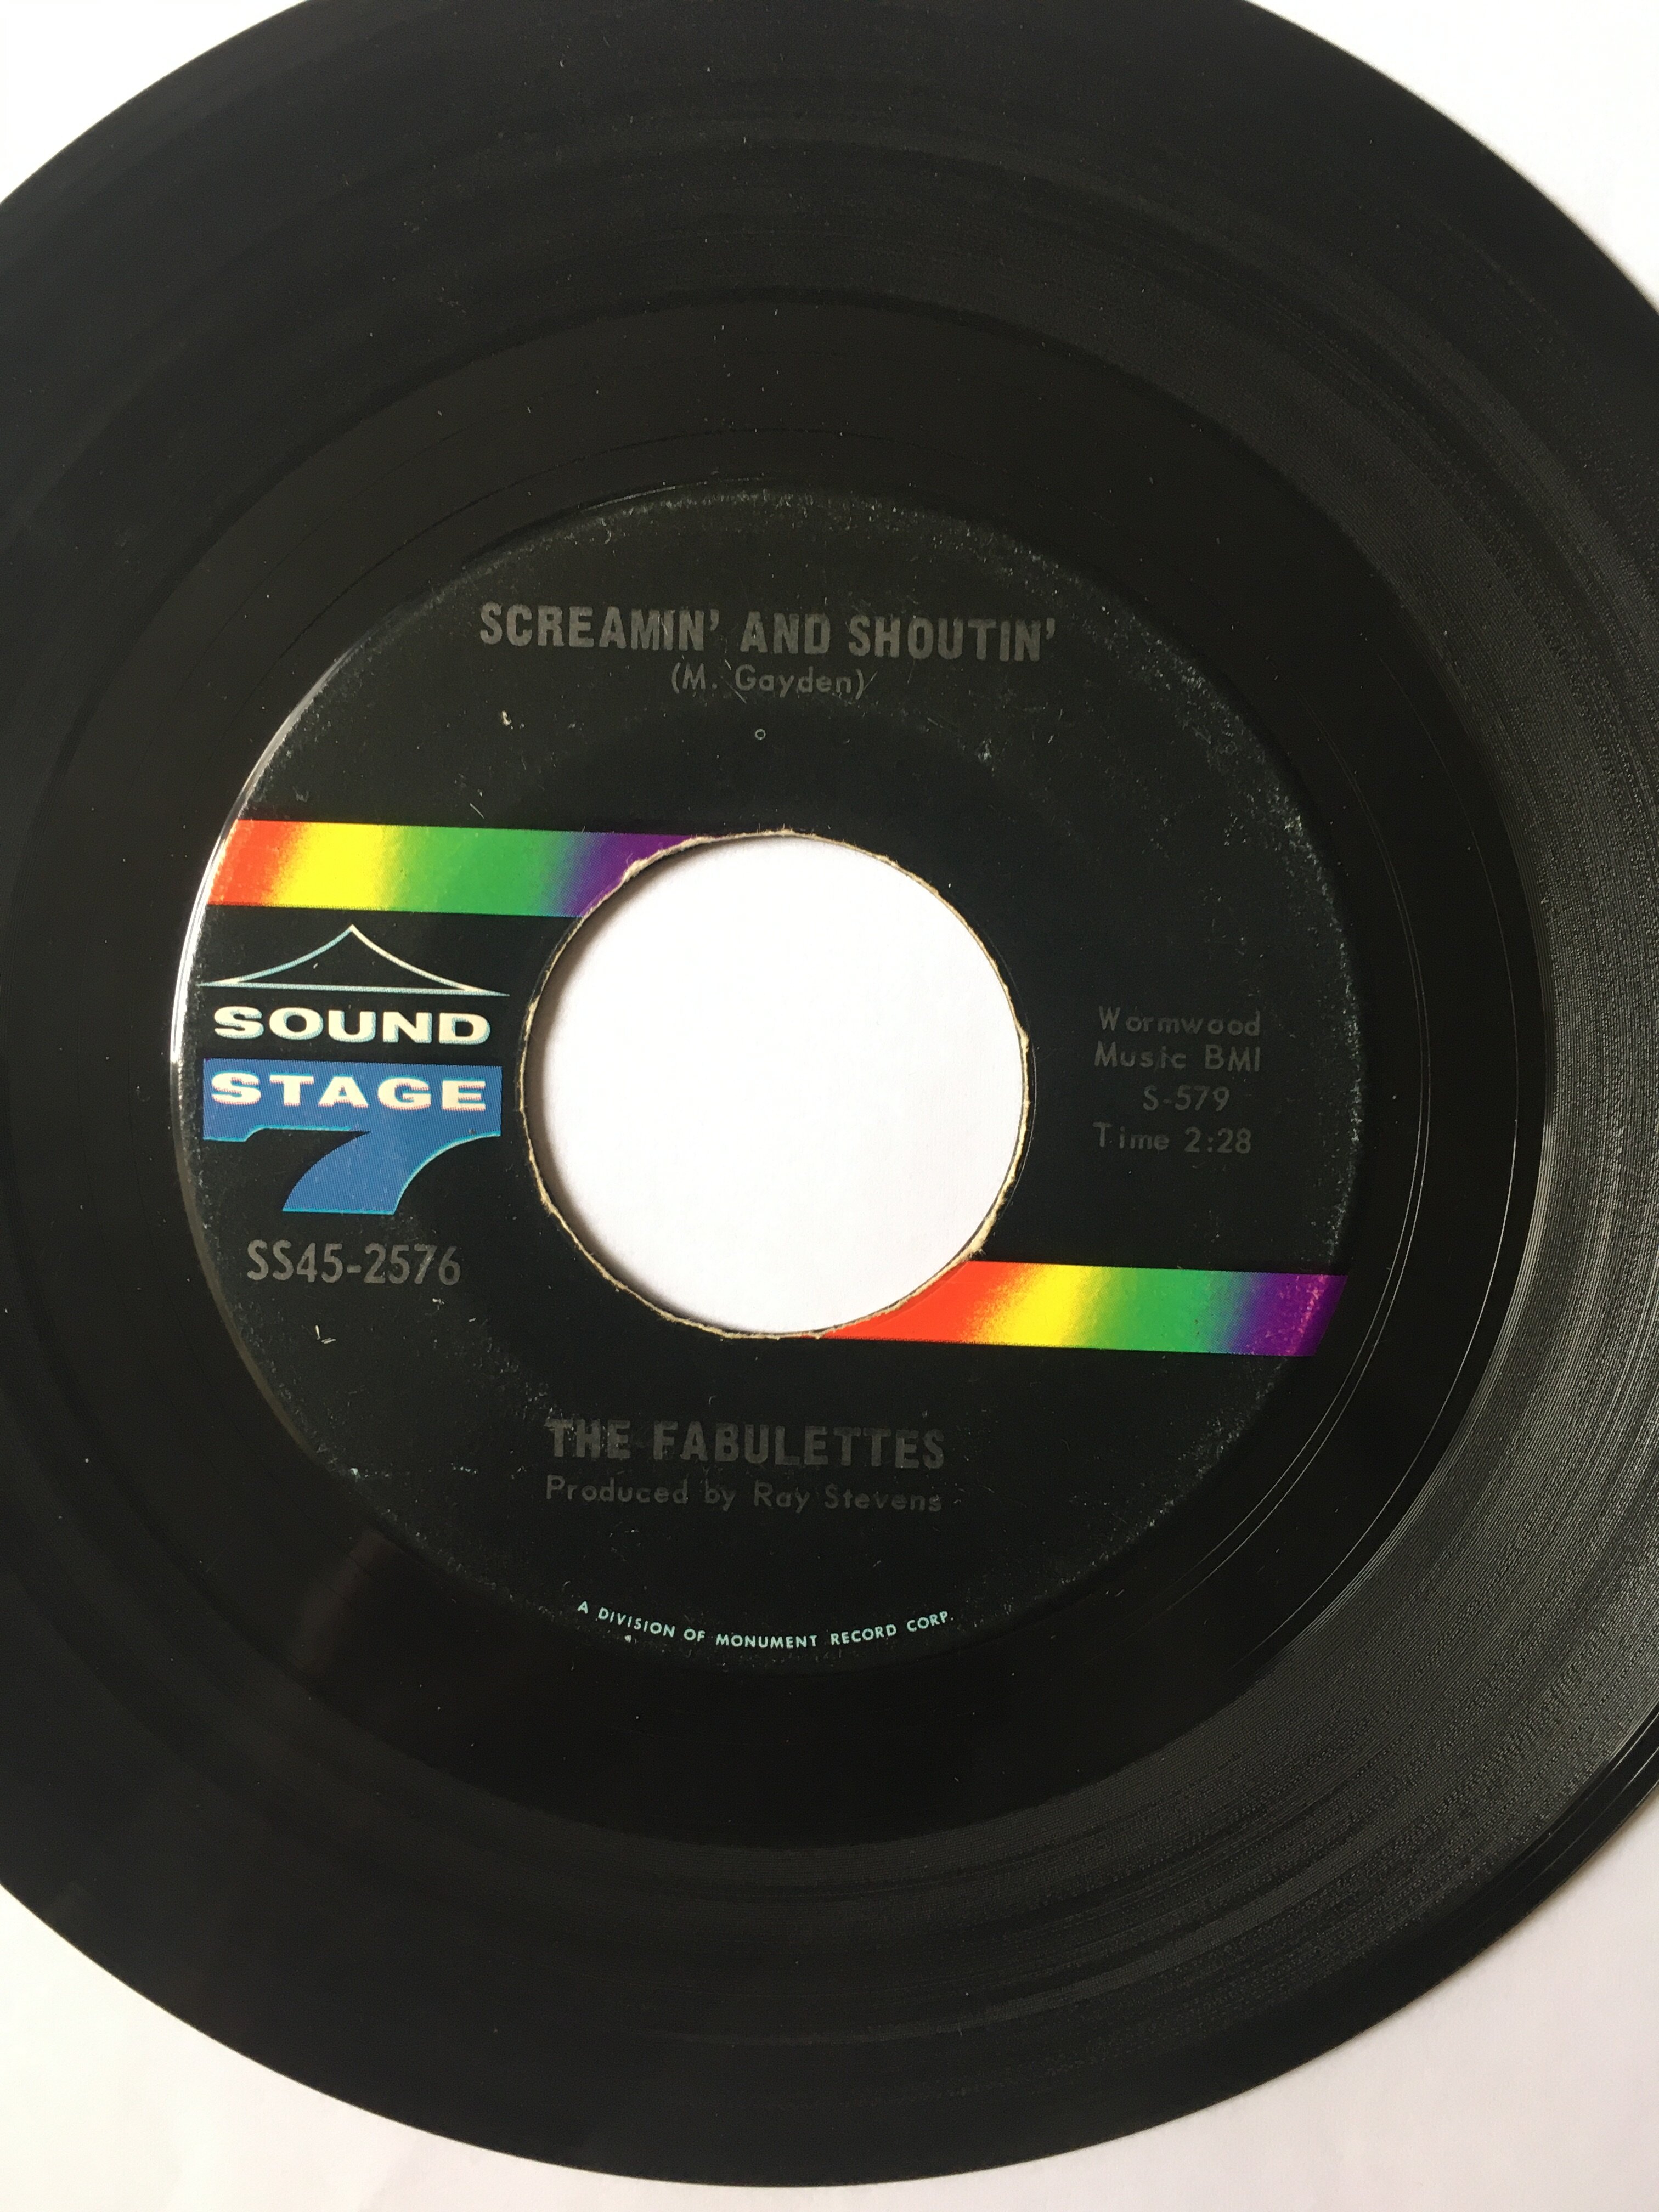 SCREAMIN' AND SHOUTIN'
(M. Gayden)
SOUND
STAGE
7
SS45-2576
Wormwood
Music BMI
S-579
Time 2:28
THE FABULETTES
Produced by Ray Stevens
A DIVISION OF MONUMENT RECORD CORP.